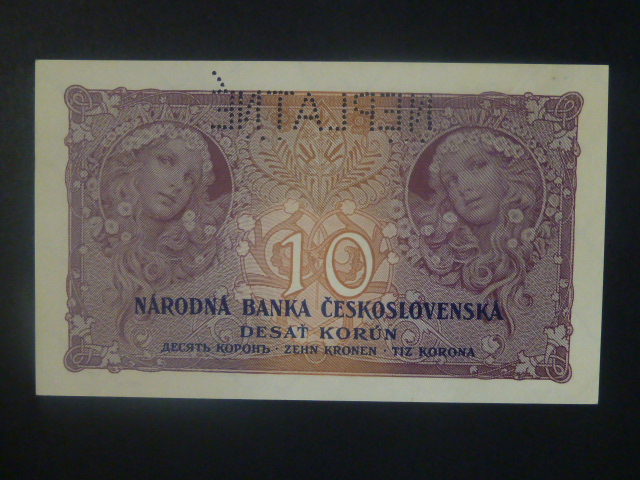 NEPLATNÉ
10
NÁRODNÁ BANKA ČESKOSLOVENSKÁ
DESAŤ KORÚN
ДЕСЯТЬ КОРОНЪ · ZEHN KRONEN · TIZ KORONA